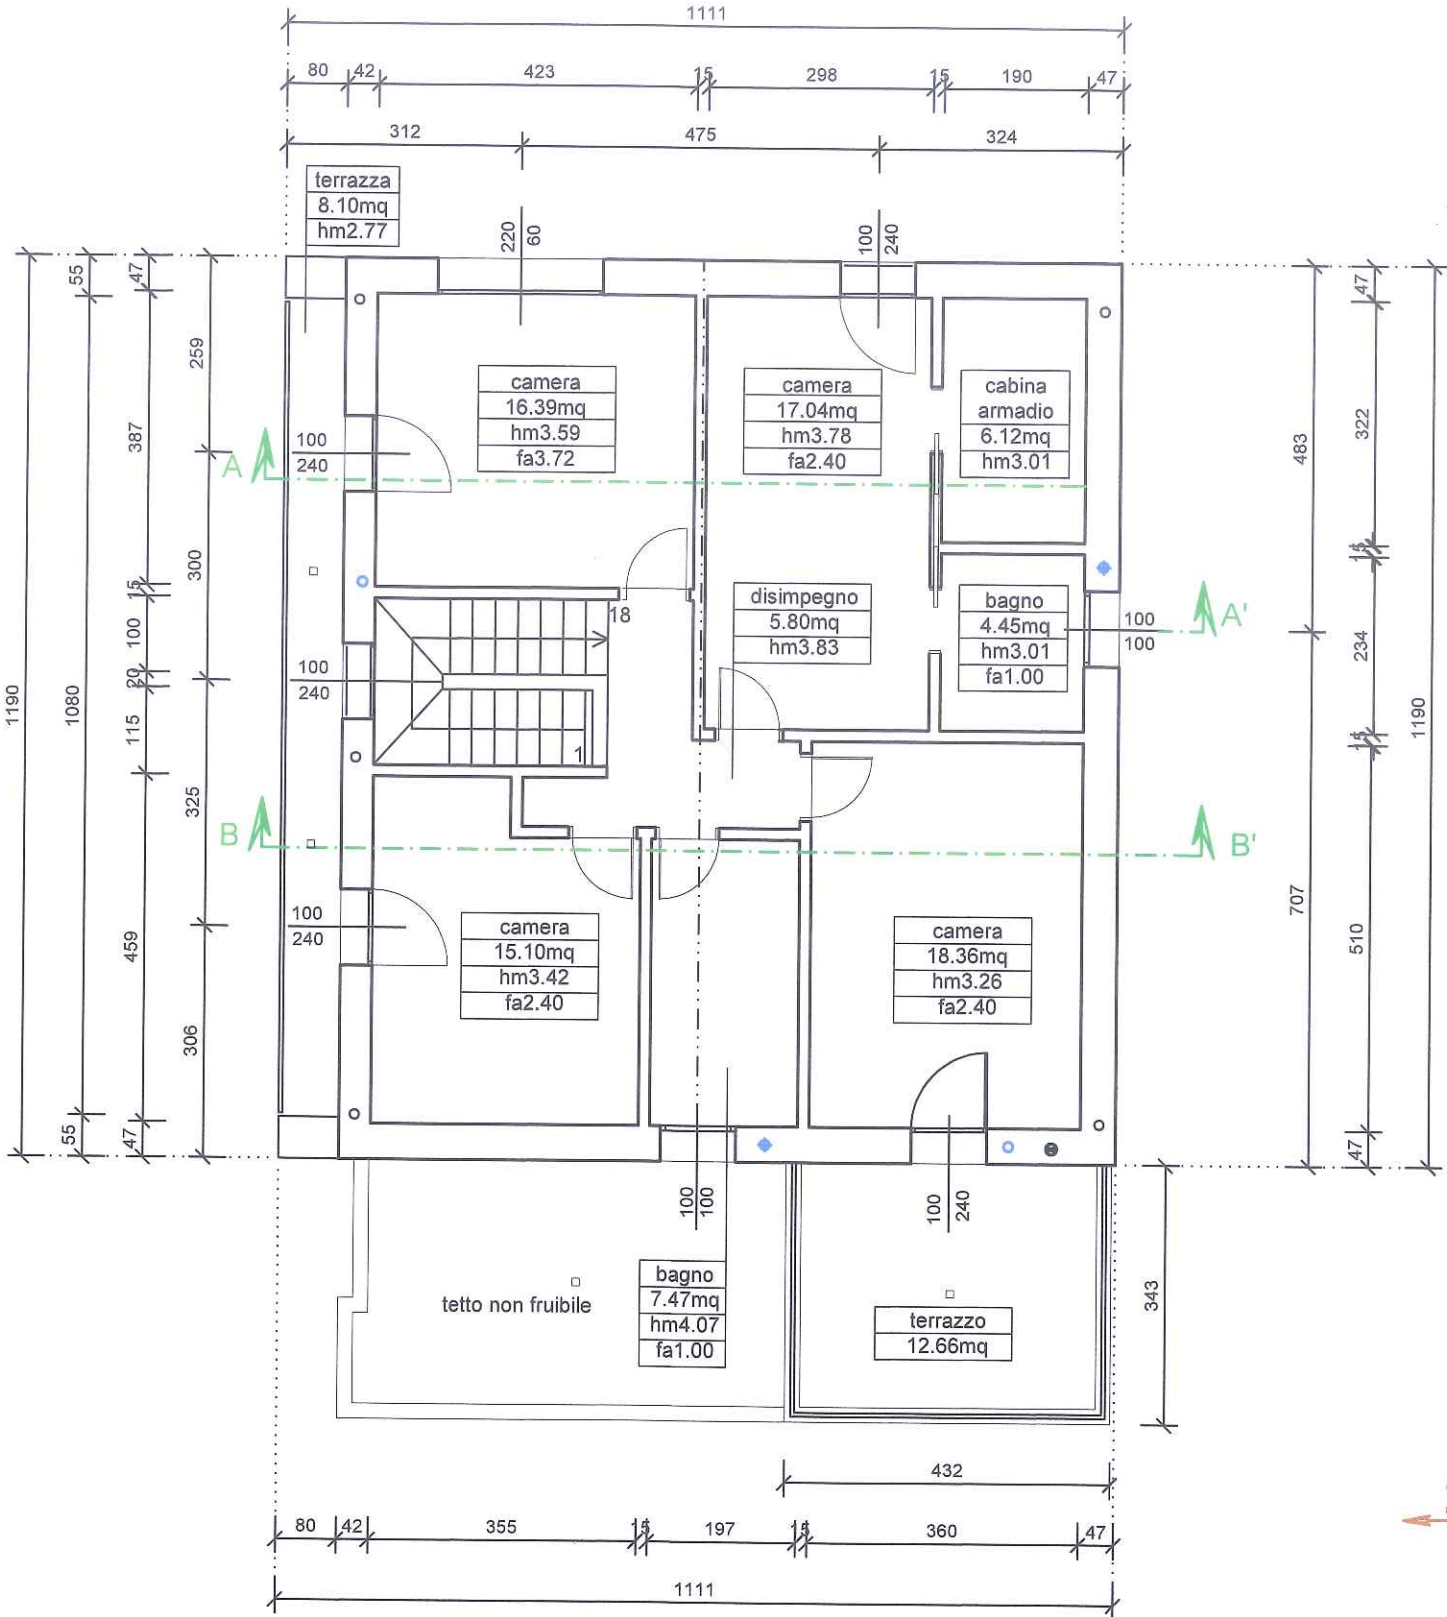 1111
80 42 423 15 298 15 190 47
312 475 324
terrazza
8.10mq
hm2.77
220
60
100
240
55
47
47
259
387
300
15
100
20
115
1190
1080
325
459
306
55
47
camera
16.39mq
hm3.59
fa3.72
camera
17.04mq
hm3.78
fa2.40
cabina
armadio
6.12mq
hm3.01
100
240
A
322
483
18
disimpegno
5.80mq
hm3.83
bagno
4.45mq
hm3.01
fa1.00
100
100
A'
15
234
15
1190
100
240
1
B
B'
100
240
camera
15.10mq
hm3.42
fa2.40
camera
18.36mq
hm3.26
fa2.40
707
510
47
100
100
100
240
tetto non fruibile
bagno
7.47mq
hm4.07
fa1.00
terrazzo
12.66mq
343
432
80 42 355 15 197 15 360 47
1111